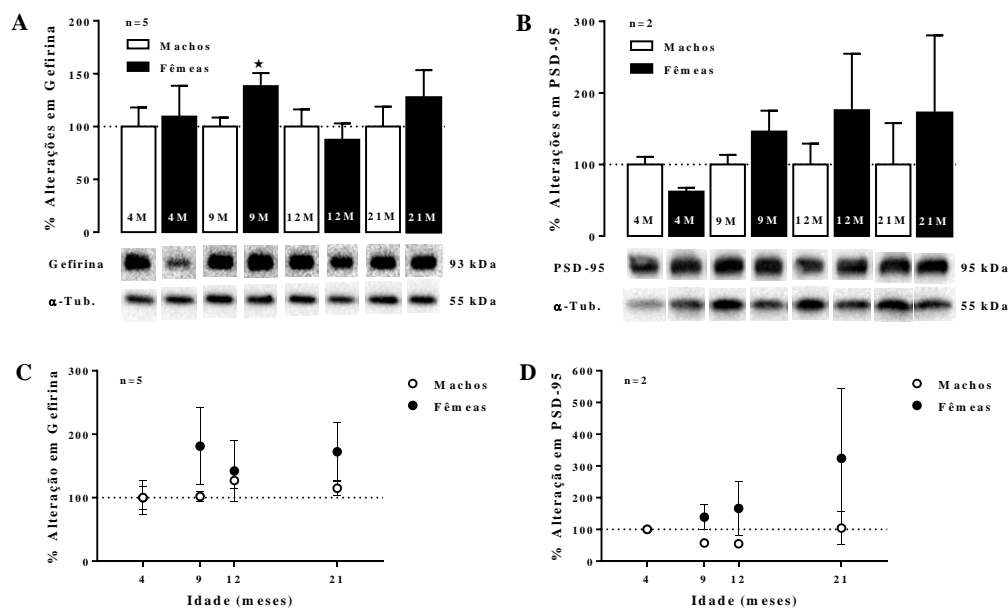 A
% Alterações em Gefirina
200
150
100
50
0
n=5
Machos
Fêmeas
★
4M 4M 9M 9M 12M 12M 21M 21M
Gefirina 93 kDa
α-Tub. 55 kDa
B
% Alterações em PSD-95
300
200
100
0
n=2
Machos
Fêmeas
4M 4M 9M 9M 12M 12M 21M 21M
PSD-95 95 kDa
α-Tub. 55 kDa
C
% Alteração em Gefirina
300
200
100
0
n=5
Machos
Fêmeas
4 9 12 21
Idade (meses)
D
% Alteração em PSD-95
600
500
400
300
200
100
0
n=2
Machos
Fêmeas
4 9 12 21
Idade (meses)